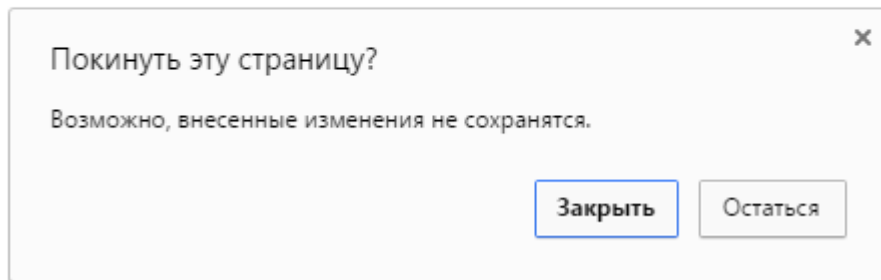 Покинуть эту страницу?
Возможно, внесенные изменения не сохранятся.
Закрыть Остаться